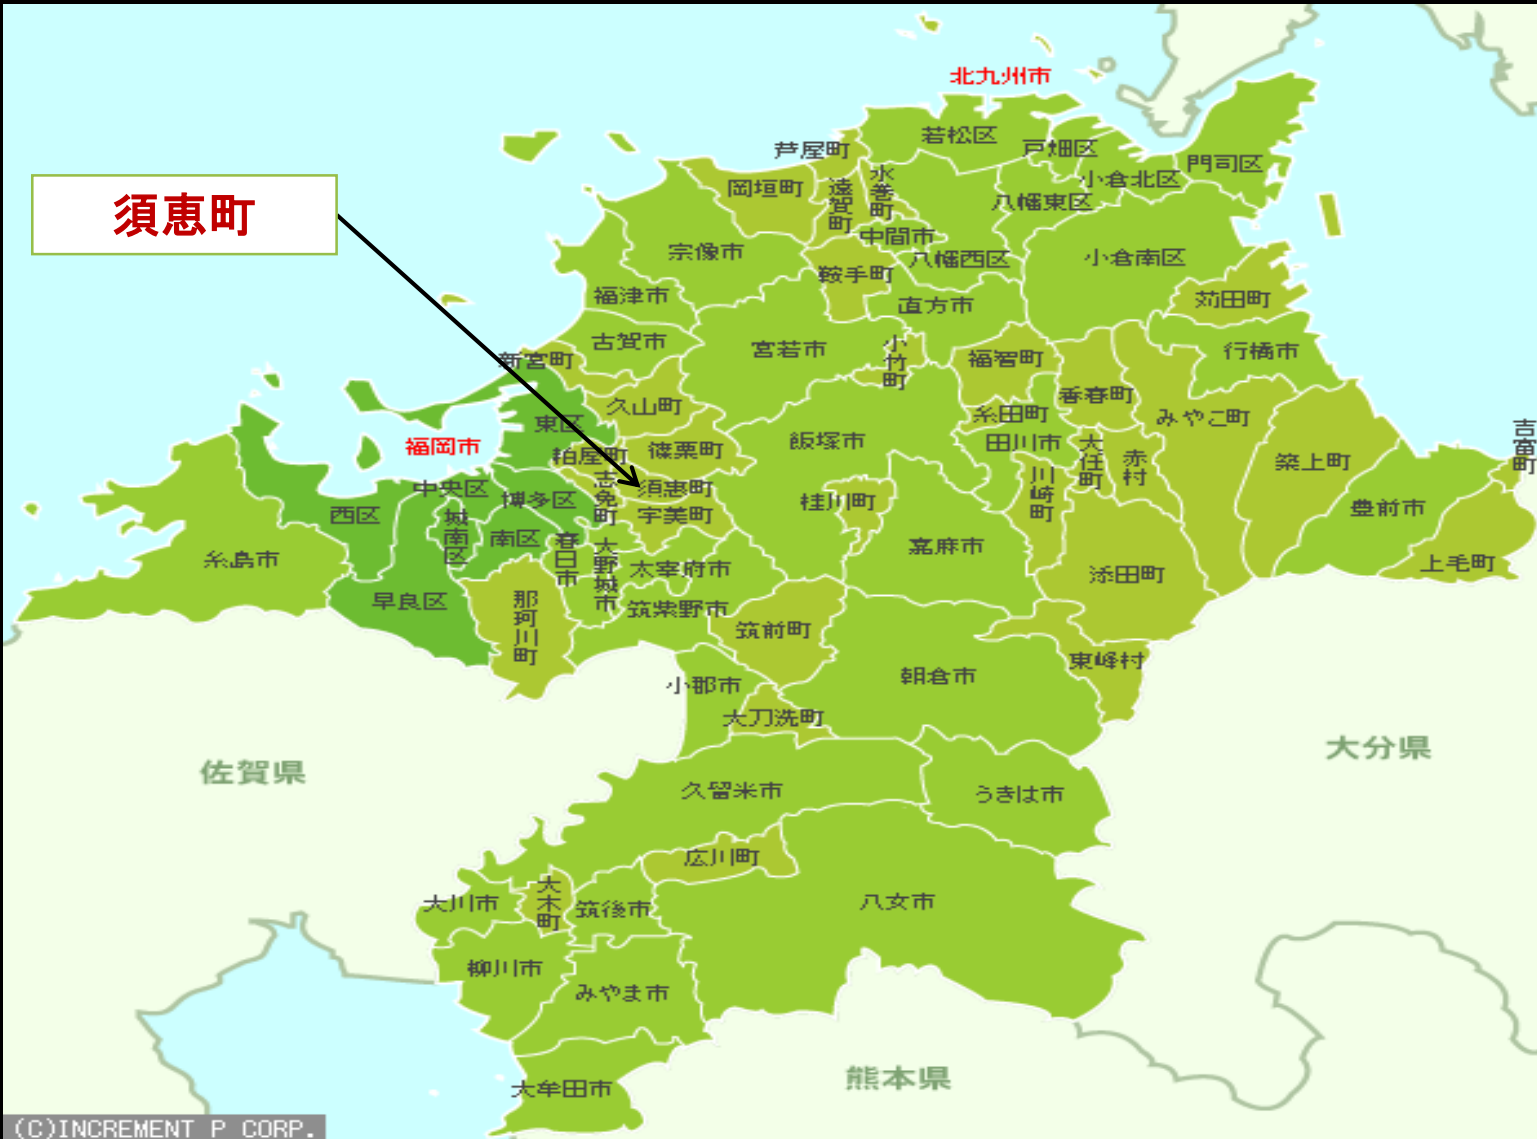 北九州市
若松区
芦屋町
戸畑区
門司区
小倉北区
岡垣町
遠賀町
水巻町
八幡東区
須恵町
中間市
宗像市
八幡西区
小倉南区
鞍手町
福津市
直方市
苅田町
古賀市
宮若市
小竹町
福智町
行橋市
新宮町
香春町
久山町
糸田町
みやこ町
東区
福岡市
飯塚市
田川市
吉富町
粕屋町
篠栗町
大任町
赤村
築上町
志免町
須恵町
川崎町
中央区
博多区
桂川町
西区
宇美町
豊前市
城南区
南区
春日市
大野城市
嘉麻市
糸島市
太宰府市
添田町
上毛町
早良区
那珂川町
筑紫野市
筑前町
東峰村
小郡市
朝倉市
大刀洗町
佐賀県
大分県
久留米市
うきは市
広川町
大川市
大木町
筑後市
八女市
柳川市
みやま市
大牟田市
熊本県
(C)INCREMENT P CORP.